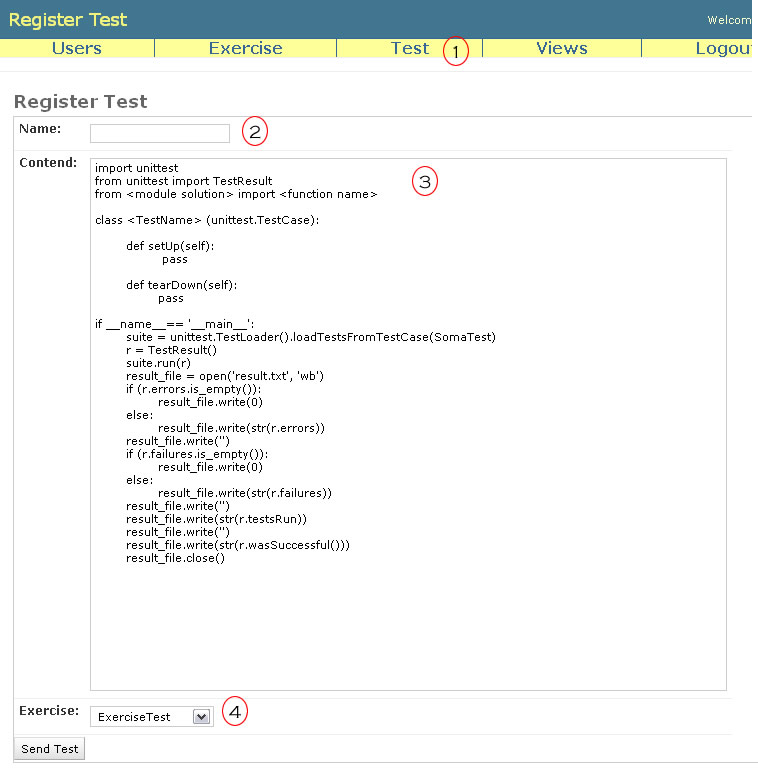 Register Test
Welcom
Users Exercise Test 1 Views Logou
Register Test
Name: 2
Contend: 3
import unittest
from unittest import TestResult
from <module solution> import <function name>
class <TestName> (unittest.TestCase):
def setUp(self):
pass
def tearDown(self):
pass
if __name__== '__main__':
suite = unittest.TestLoader().loadTestsFromTestCase(SomaTest)
r = TestResult()
suite.run(r)
result_file = open('result.txt', 'wb')
if (r.errors.is_empty()):
result_file.write(0)
else:
result_file.write(str(r.errors))
result_file.write('')
if (r.failures.is_empty()):
result_file.write(0)
else:
result_file.write(str(r.failures))
result_file.write('')
result_file.write(str(r.testsRun))
result_file.write('')
result_file.write(str(r.wasSuccessful()))
result_file.close()
Exercise: ExerciseTest 4
Send Test